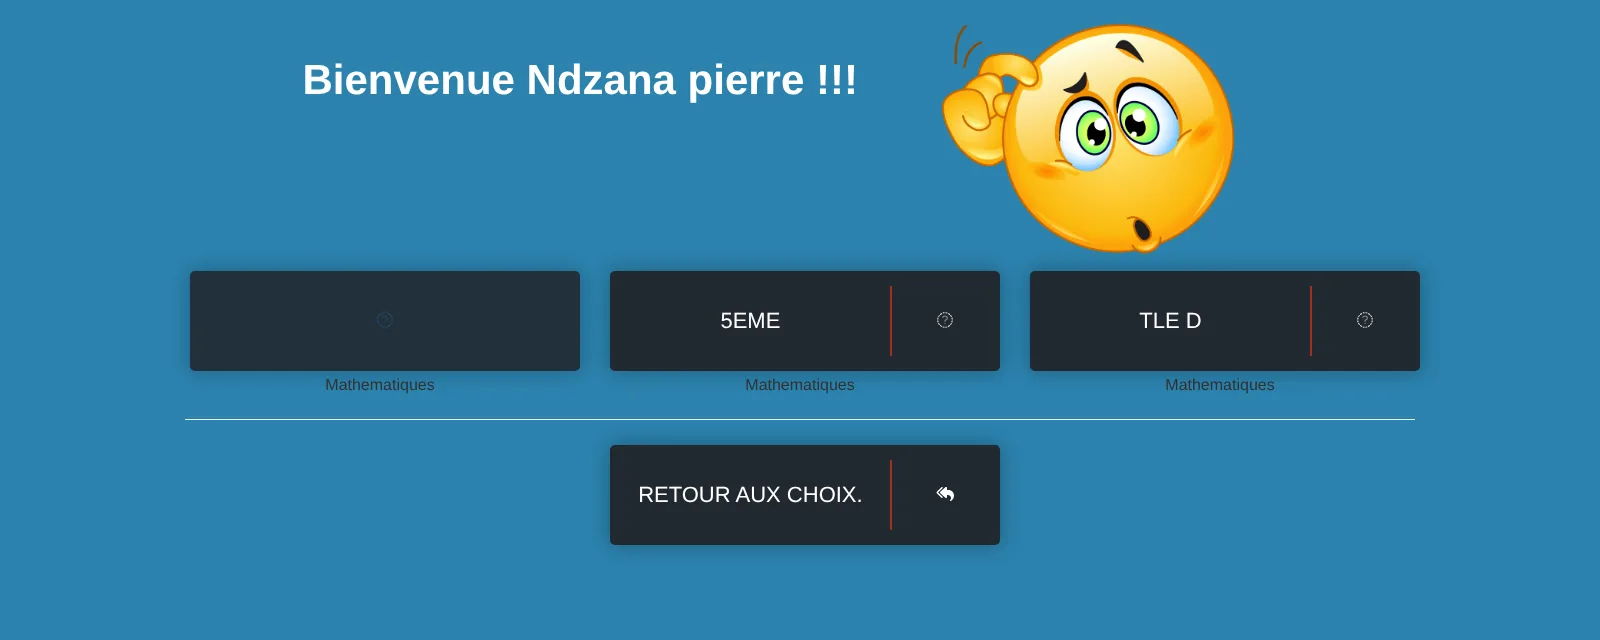 Bienvenue Ndzana pierre !!!
5EME
TLE D
Mathematiques
Mathematiques
Mathematiques
RETOUR AUX CHOIX.